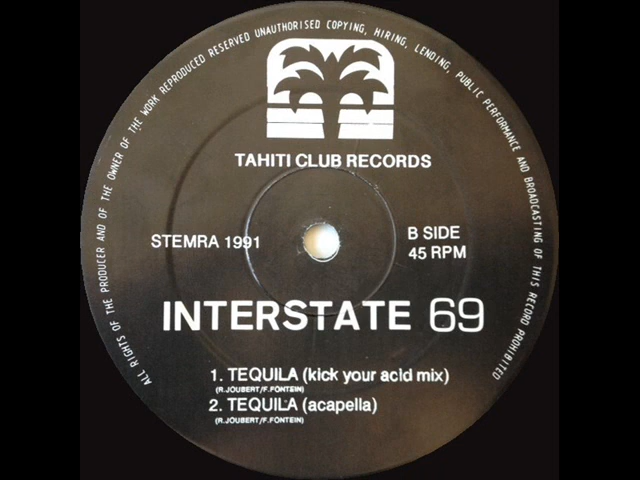 ALL RIGHTS OF THE PRODUCER AND OF THE OWNER OF THE WORK REPRODUCED RESERVED UNAUTHORISED COPYING, HIRING, LENDING, PUBLIC PERFORMANCE AND BROADCASTING OF THIS RECORD PROHIBITED
TAHITI CLUB RECORDS
STEMRA 1991
B SIDE
45 RPM
INTERSTATE 69
1. TEQUILA (kick your acid mix)
(R.JOUBERT/F.FONTEIN)
2. TEQUILA (acapella)
(R.JOUBERT/F.FONTEIN)